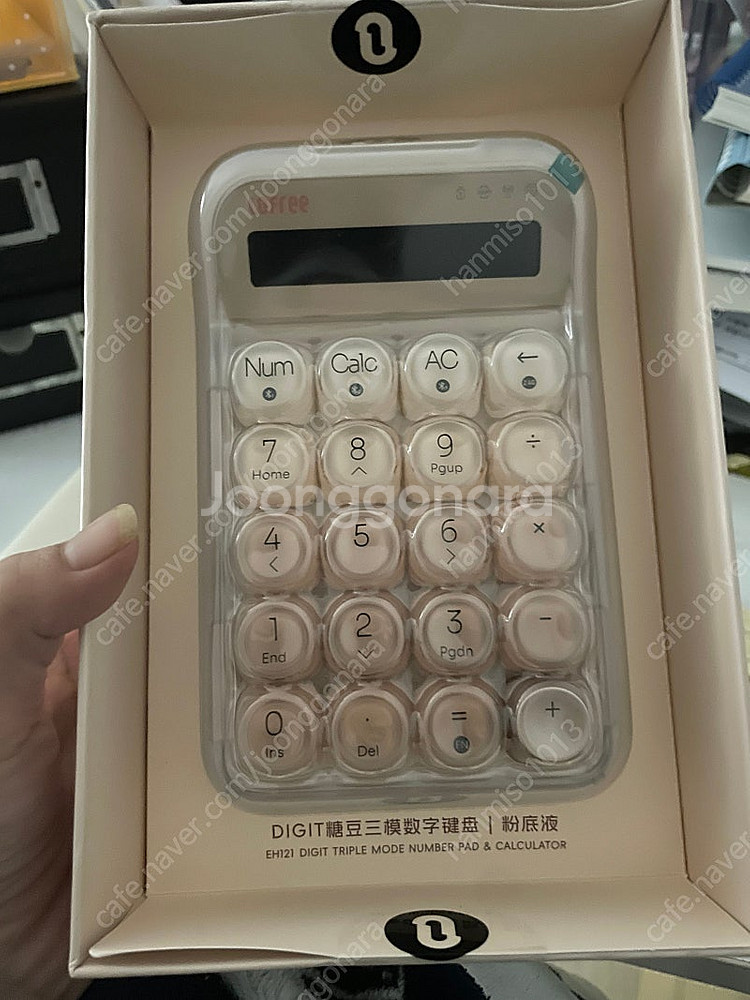 lofree
Num Calc AC ←
7 8 9 ÷
Home ^ Pgup
4 5 6 ×
< >
1 2 3 −
End ∨ Pgdn
0 . = +
Ins Del EN
Joonggonara
DIGIT糖豆三模数字键盘 | 粉底液
EH121 DIGIT TRIPLE MODE NUMBER PAD & CALCULATOR
cafe.naver.com/joonggonara
hanmiso1013